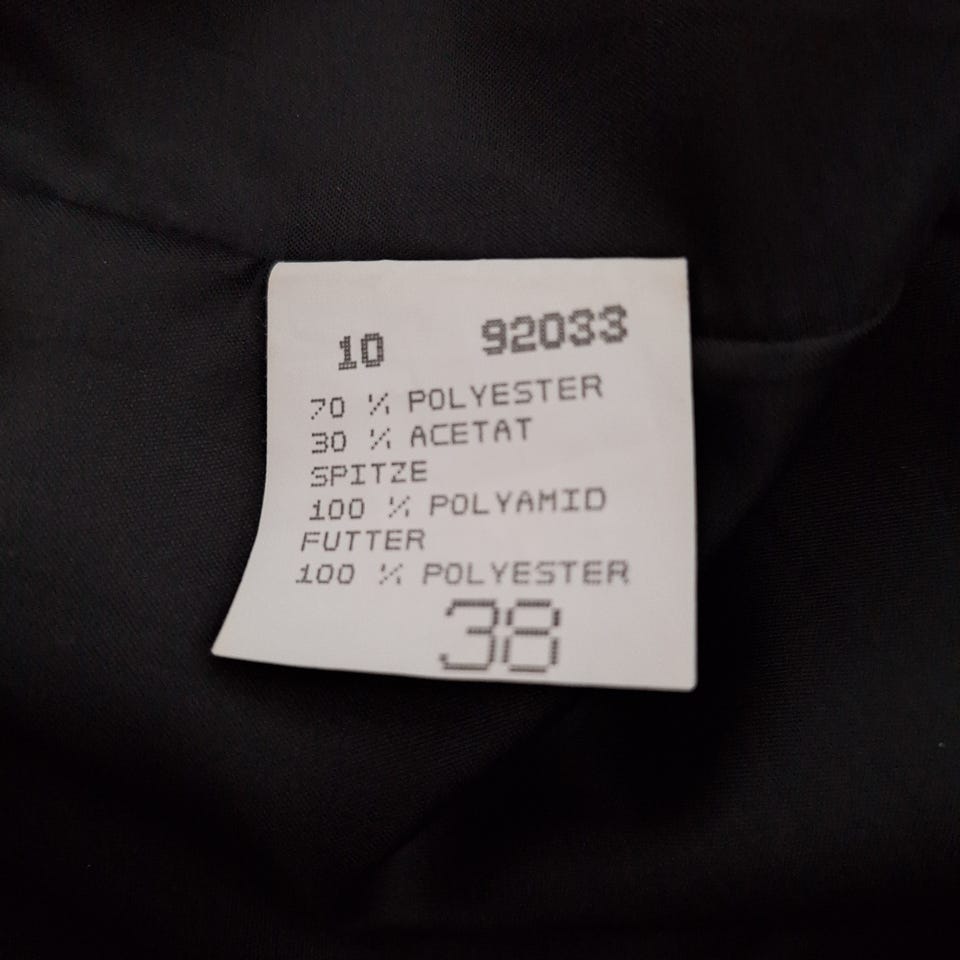 10 92033
70 % POLYESTER
30 % ACETAT
SPITZE
100 % POLYAMID
FUTTER
100 % POLYESTER
38